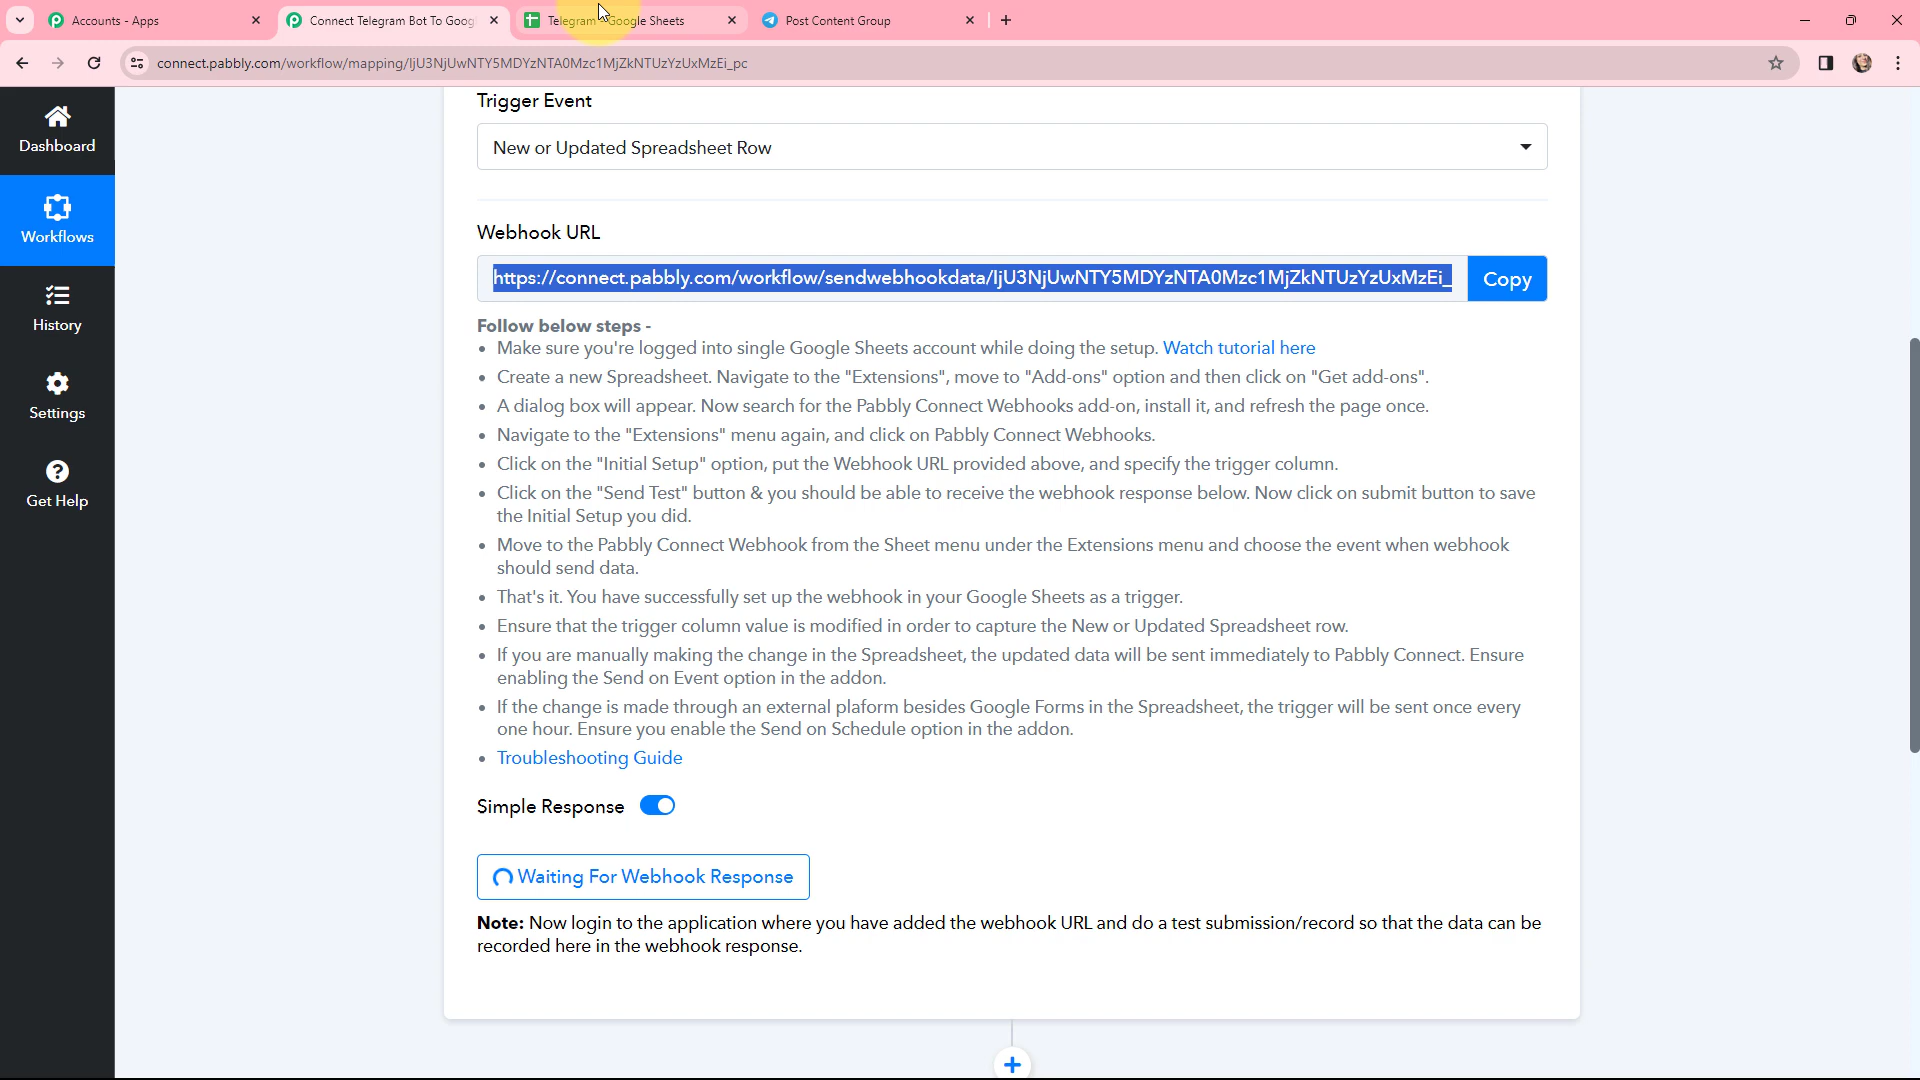 Accounts - Apps
Connect Telegram Bot To Goog
Telegram - Google Sheets
Post Content Group
connect.pabbly.com/workflow/mapping/IjU3NjUwNTY5MDYzNTA0Mzc1MjZkNTUzYzUxMzEi_pc
Dashboard
Workflows
History
Settings
Get Help
Trigger Event
New or Updated Spreadsheet Row
Webhook URL
https://connect.pabbly.com/workflow/sendwebhookdata/IjU3NjUwNTY5MDYzNTA0Mzc1MjZkNTUzYzUxMzEi_
Copy
Follow below steps -
• Make sure you're logged into single Google Sheets account while doing the setup. Watch tutorial here
• Create a new Spreadsheet. Navigate to the "Extensions", move to "Add-ons" option and then click on "Get add-ons".
• A dialog box will appear. Now search for the Pabbly Connect Webhooks add-on, install it, and refresh the page once.
• Navigate to the "Extensions" menu again, and click on Pabbly Connect Webhooks.
• Click on the "Initial Setup" option, put the Webhook URL provided above, and specify the trigger column.
• Click on the "Send Test" button & you should be able to receive the webhook response below. Now click on submit button to save
the Initial Setup you did.
• Move to the Pabbly Connect Webhook from the Sheet menu under the Extensions menu and choose the event when webhook
should send data.
• That's it. You have successfully set up the webhook in your Google Sheets as a trigger.
• Ensure that the trigger column value is modified in order to capture the New or Updated Spreadsheet row.
• If you are manually making the change in the Spreadsheet, the updated data will be sent immediately to Pabbly Connect. Ensure
enabling the Send on Event option in the addon.
• If the change is made through an external plaform besides Google Forms in the Spreadsheet, the trigger will be sent once every
one hour. Ensure you enable the Send on Schedule option in the addon.
• Troubleshooting Guide
Simple Response
Waiting For Webhook Response
Note: Now login to the application where you have added the webhook URL and do a test submission/record so that the data can be
recorded here in the webhook response.